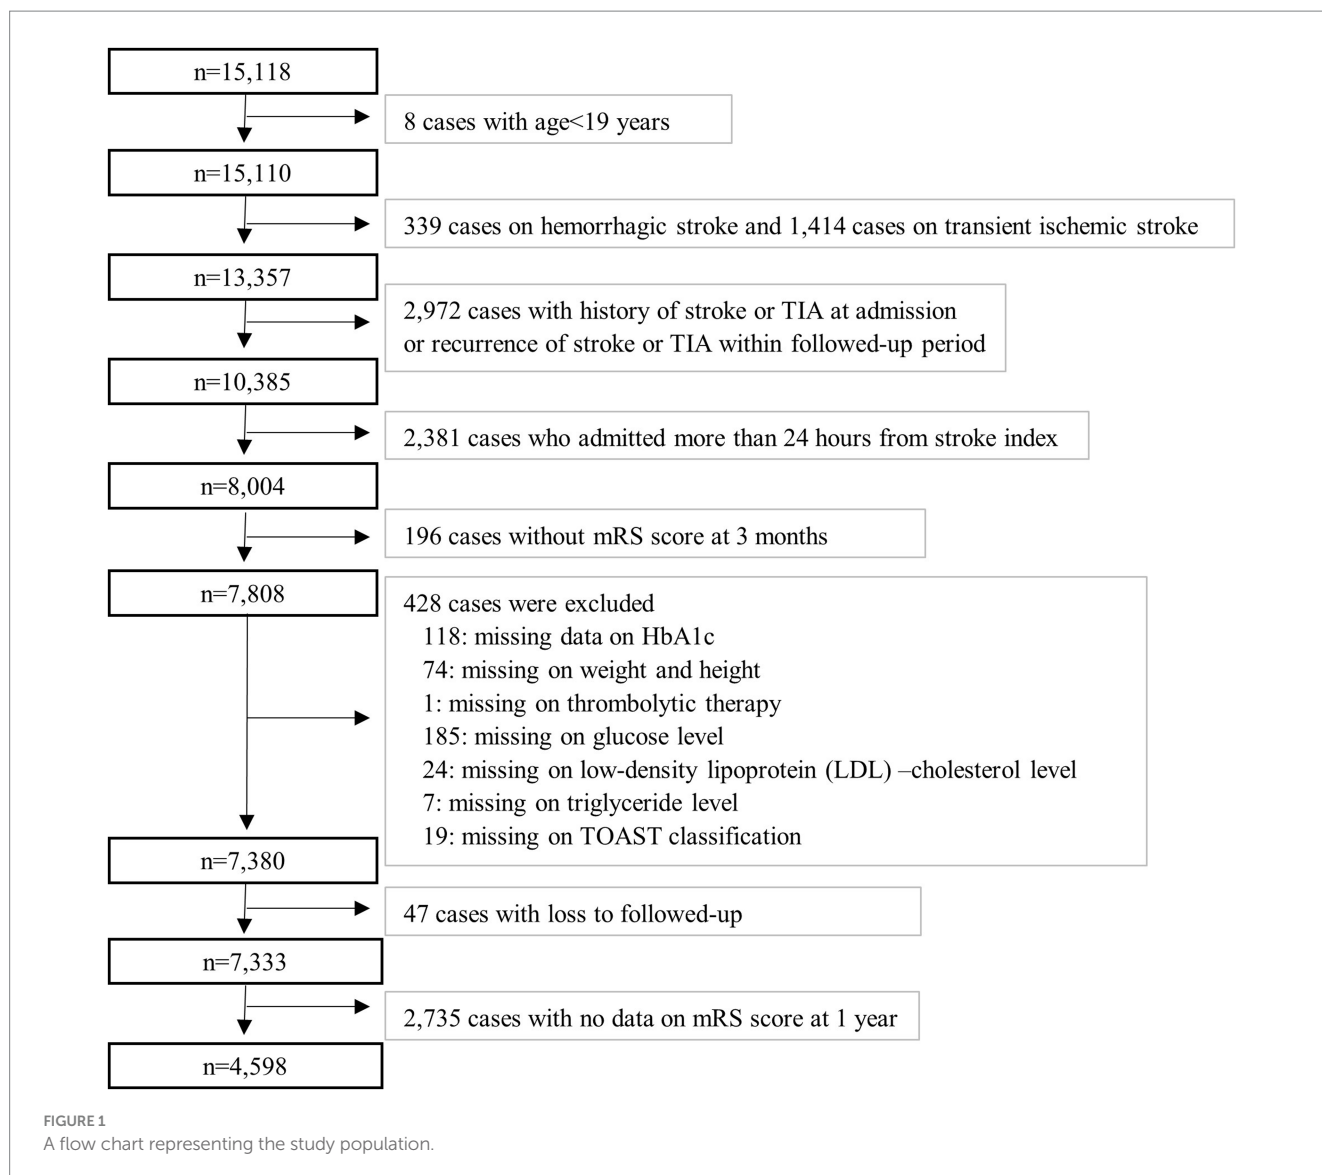 n=15,118
8 cases with age<19 years
n=15,110
339 cases on hemorrhagic stroke and 1,414 cases on transient ischemic stroke
n=13,357
2,972 cases with history of stroke or TIA at admission
or recurrence of stroke or TIA within followed-up period
n=10,385
2,381 cases who admitted more than 24 hours from stroke index
n=8,004
196 cases without mRS score at 3 months
n=7,808
428 cases were excluded
118: missing data on HbA1c
74: missing on weight and height
1: missing on thrombolytic therapy
185: missing on glucose level
24: missing on low-density lipoprotein (LDL) –cholesterol level
7: missing on triglyceride level
19: missing on TOAST classification
n=7,380
47 cases with loss to followed-up
n=7,333
2,735 cases with no data on mRS score at 1 year
n=4,598
FIGURE 1
A flow chart representing the study population.